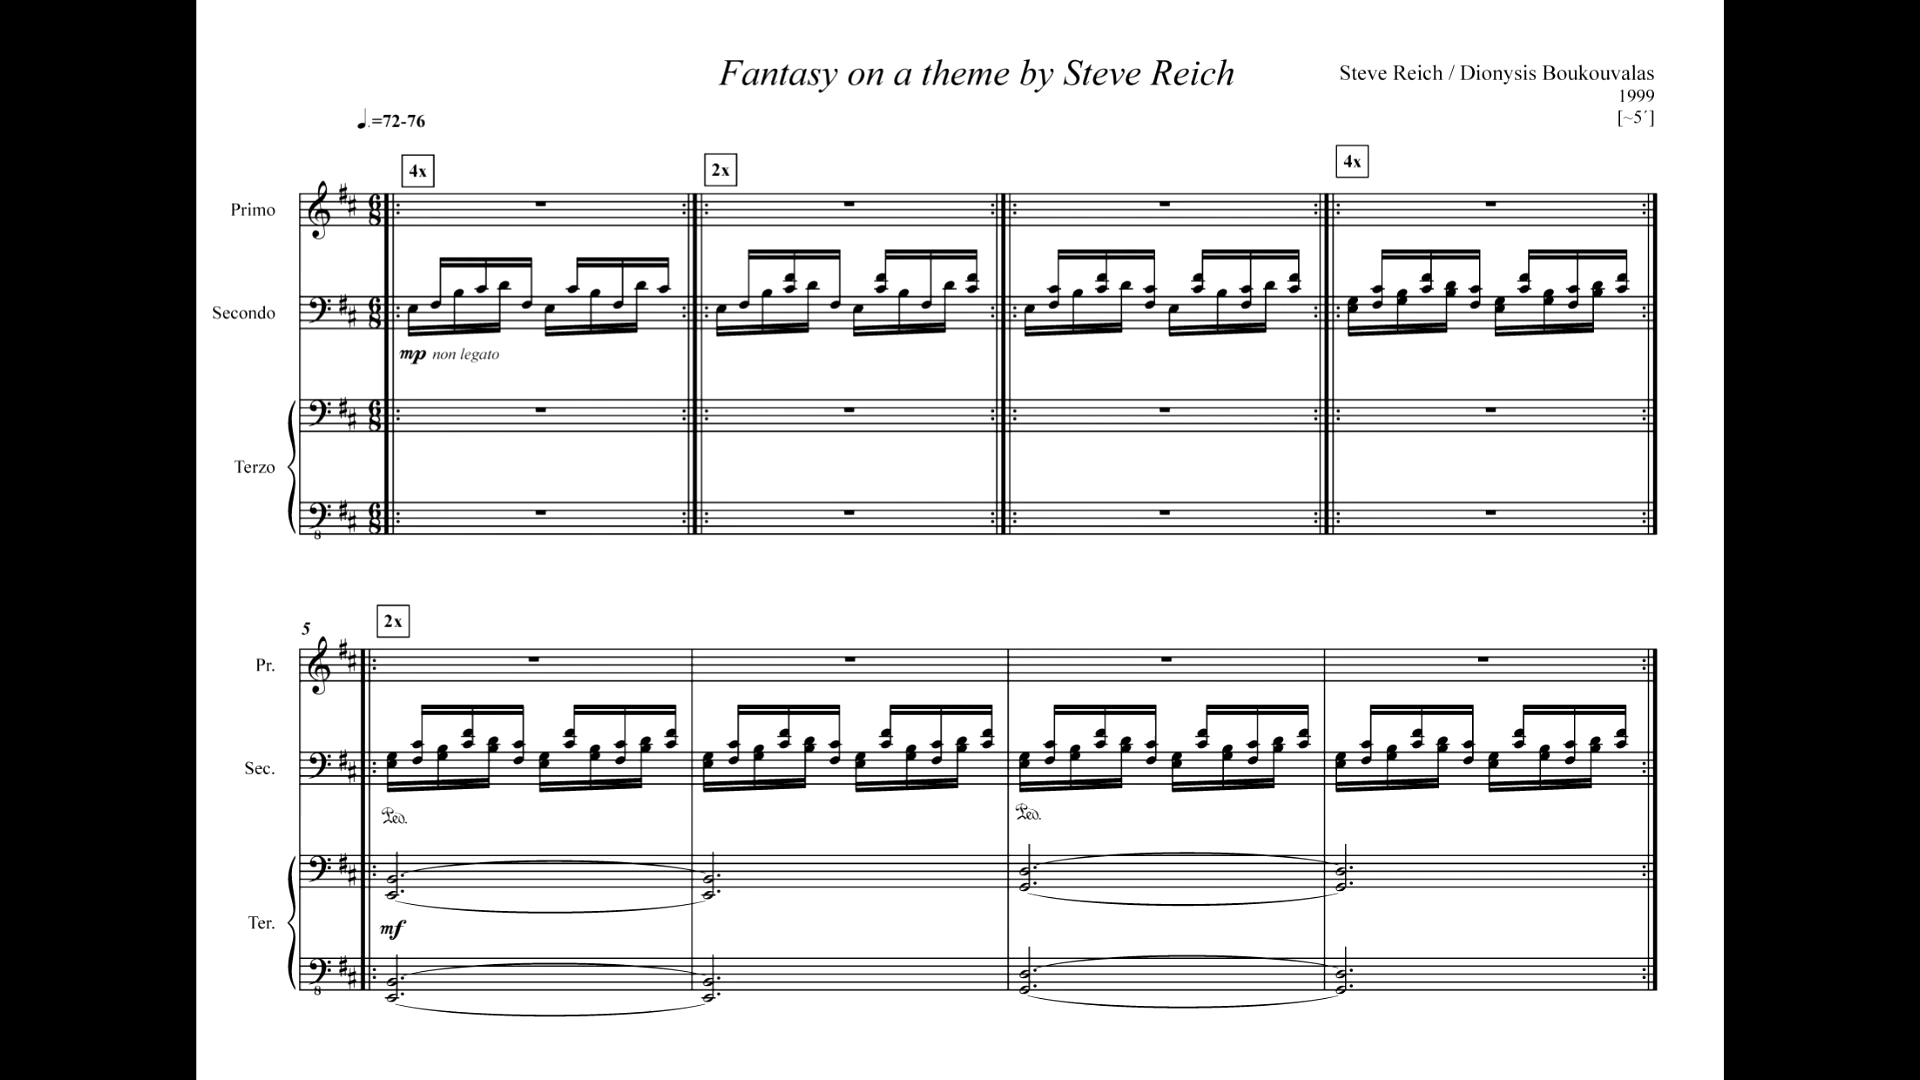 Fantasy on a theme by Steve Reich
Steve Reich / Dionysis Boukouvalas
1999
[~5´]
♩.=72-76
4x
2x
4x
Primo
Secondo
mp non legato
Terzo
5
2x
Pr.
Sec.
Ped.
Ped.
Ter.
mf